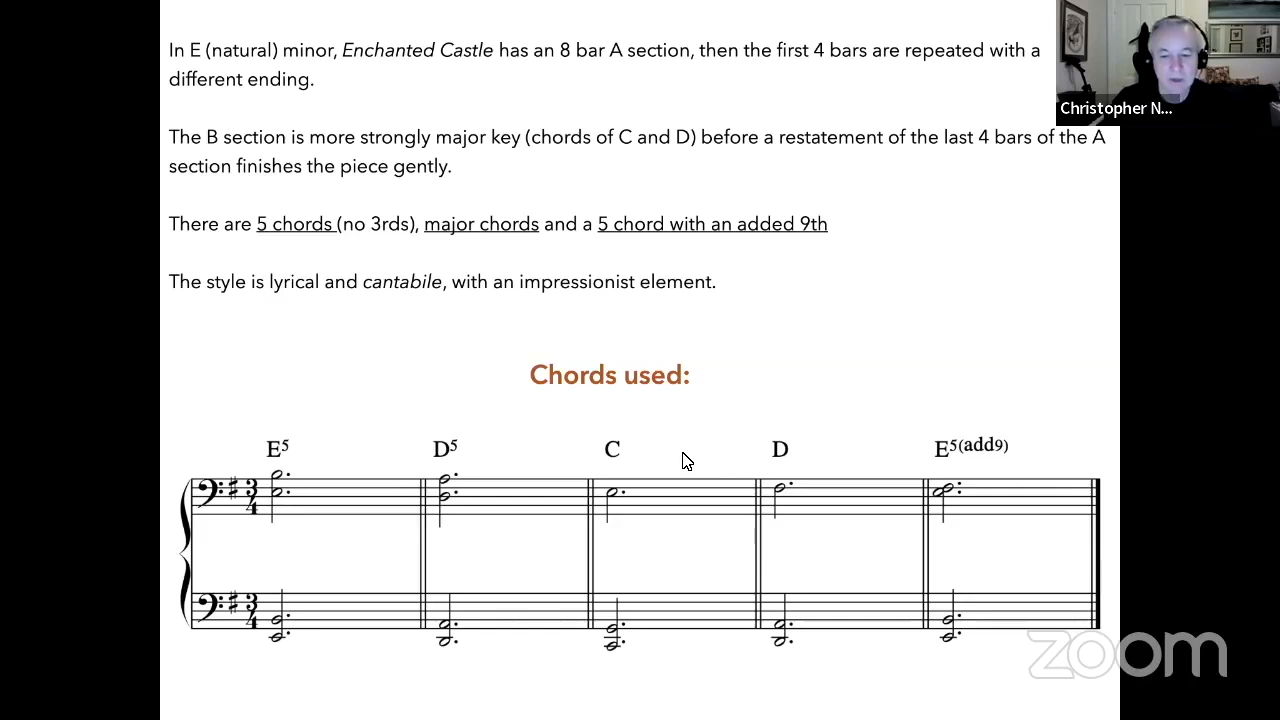 In E (natural) minor, Enchanted Castle has an 8 bar A section, then the first 4 bars are repeated with a
different ending.
Christopher N...
The B section is more strongly major key (chords of C and D) before a restatement of the last 4 bars of the A
section finishes the piece gently.
There are 5 chords (no 3rds), major chords and a 5 chord with an added 9th
The style is lyrical and cantabile, with an impressionist element.
Chords used:
E5 D5 C D E5(add9)
3
4
3
4
zoom